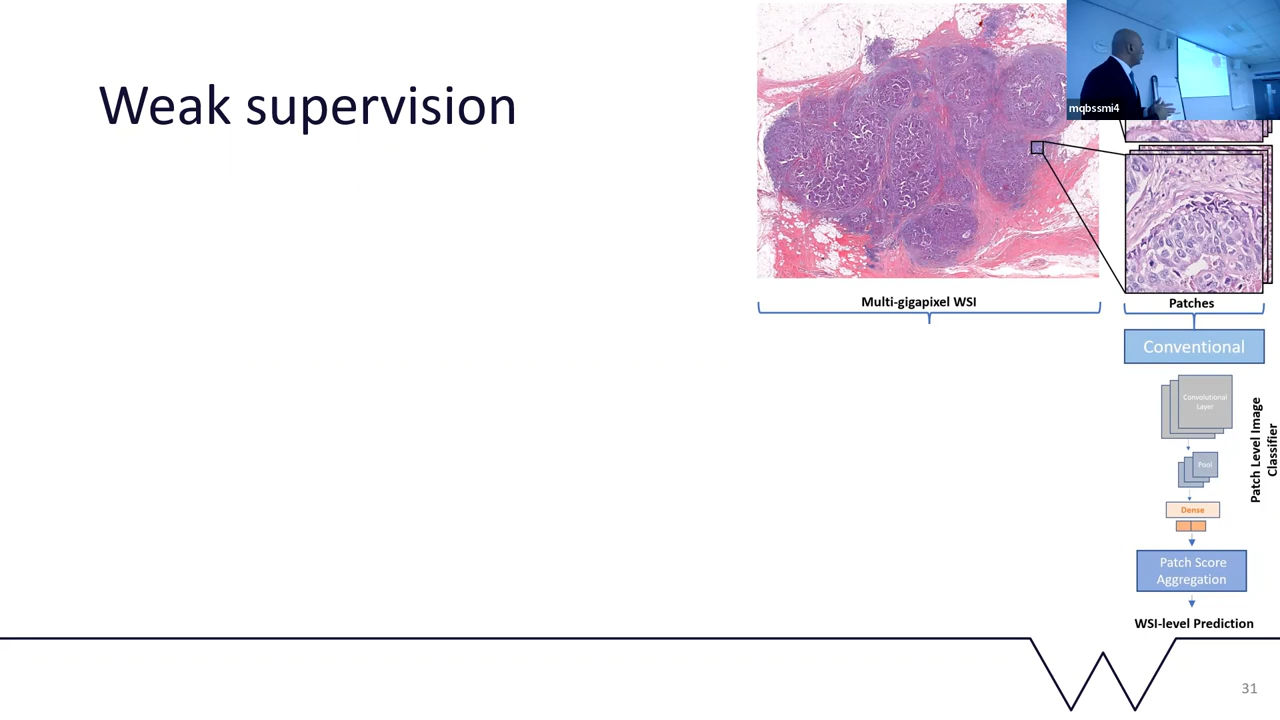 Weak supervision
mqbssmi4
Multi-gigapixel WSI
Patches
Conventional
Convolutional
Layer
Pool
Dense
Patch Level Image
Classifier
Patch Score
Aggregation
WSI-level Prediction
31